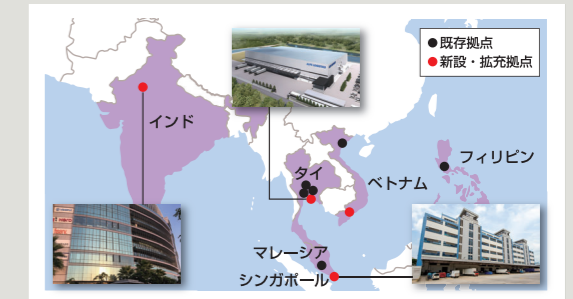 ●既存拠点
●新設・拡充拠点
インド
タイ
ベトナム
フィリピン
マレーシア
シンガポール